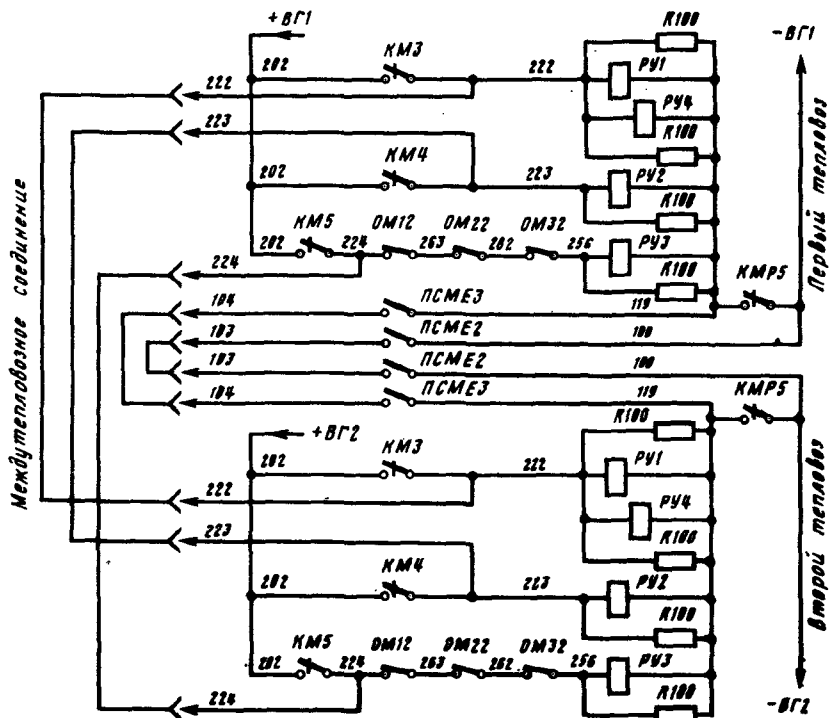 +ВГ1
R100
-ВГ1
202
КМ3
222
РУ1
222
РУ4
223
R100
202
КМ4
223
РУ2
R100
202
КМ5
224
ОМ12
263
ОМ22
282
ОМ32
256
РУ3
224
R100
КМР5
104
ПСМЕ3
119
103
ПСМЕ2
100
103
ПСМЕ2
100
104
ПСМЕ3
119
КМР5
R100
+ВГ2
202
КМ3
222
РУ1
222
РУ4
223
R100
202
КМ4
223
РУ2
R100
202
КМ5
224
ОМ12
263
ОМ22
262
ОМ32
256
РУ3
224
R100
-ВГ2
Междутепловозное соединение
Первый тепловоз
Второй тепловоз